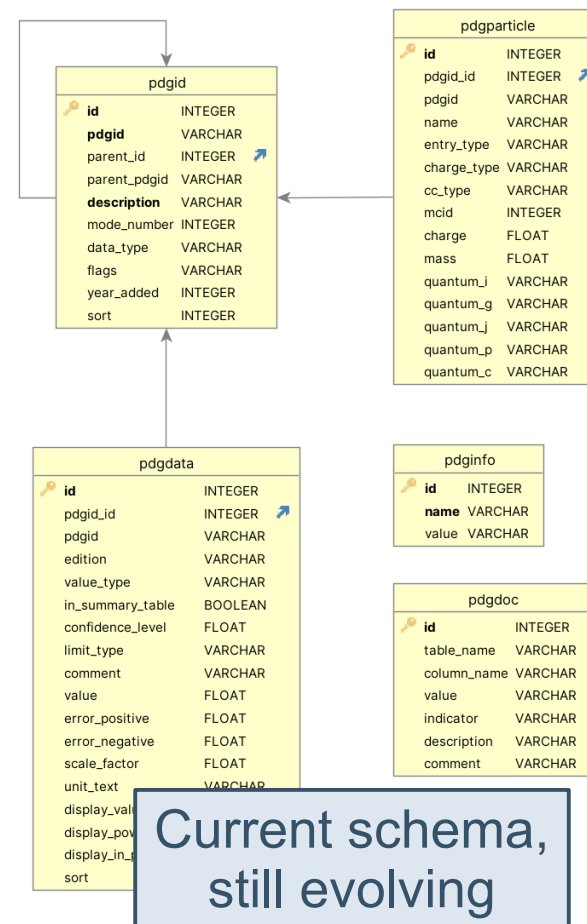 pdgid
id INTEGER
pdgid VARCHAR
parent_id INTEGER
parent_pdgid VARCHAR
description VARCHAR
mode_number INTEGER
data_type VARCHAR
flags VARCHAR
year_added INTEGER
sort INTEGER
pdgparticle
id INTEGER
pdgid_id INTEGER
pdgid VARCHAR
name VARCHAR
entry_type VARCHAR
charge_type VARCHAR
cc_type VARCHAR
mcid INTEGER
charge FLOAT
mass FLOAT
quantum_i VARCHAR
quantum_g VARCHAR
quantum_j VARCHAR
quantum_p VARCHAR
quantum_c VARCHAR
pdgdata
id INTEGER
pdgid_id INTEGER
pdgid VARCHAR
edition VARCHAR
value_type VARCHAR
in_summary_table BOOLEAN
confidence_level FLOAT
limit_type VARCHAR
comment VARCHAR
value FLOAT
error_positive FLOAT
error_negative FLOAT
scale_factor FLOAT
unit_text VARCHAR
sort
pdginfo
id INTEGER
name VARCHAR
value VARCHAR
pdgdoc
id INTEGER
table_name VARCHAR
column_name VARCHAR
value VARCHAR
indicator VARCHAR
description VARCHAR
comment VARCHAR
Current schema,
still evolving